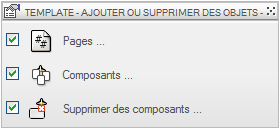 TEMPLATE - AJOUTER OU SUPPRIMER DES OBJETS -
Pages ...
Composants ...
Supprimer des composants ...